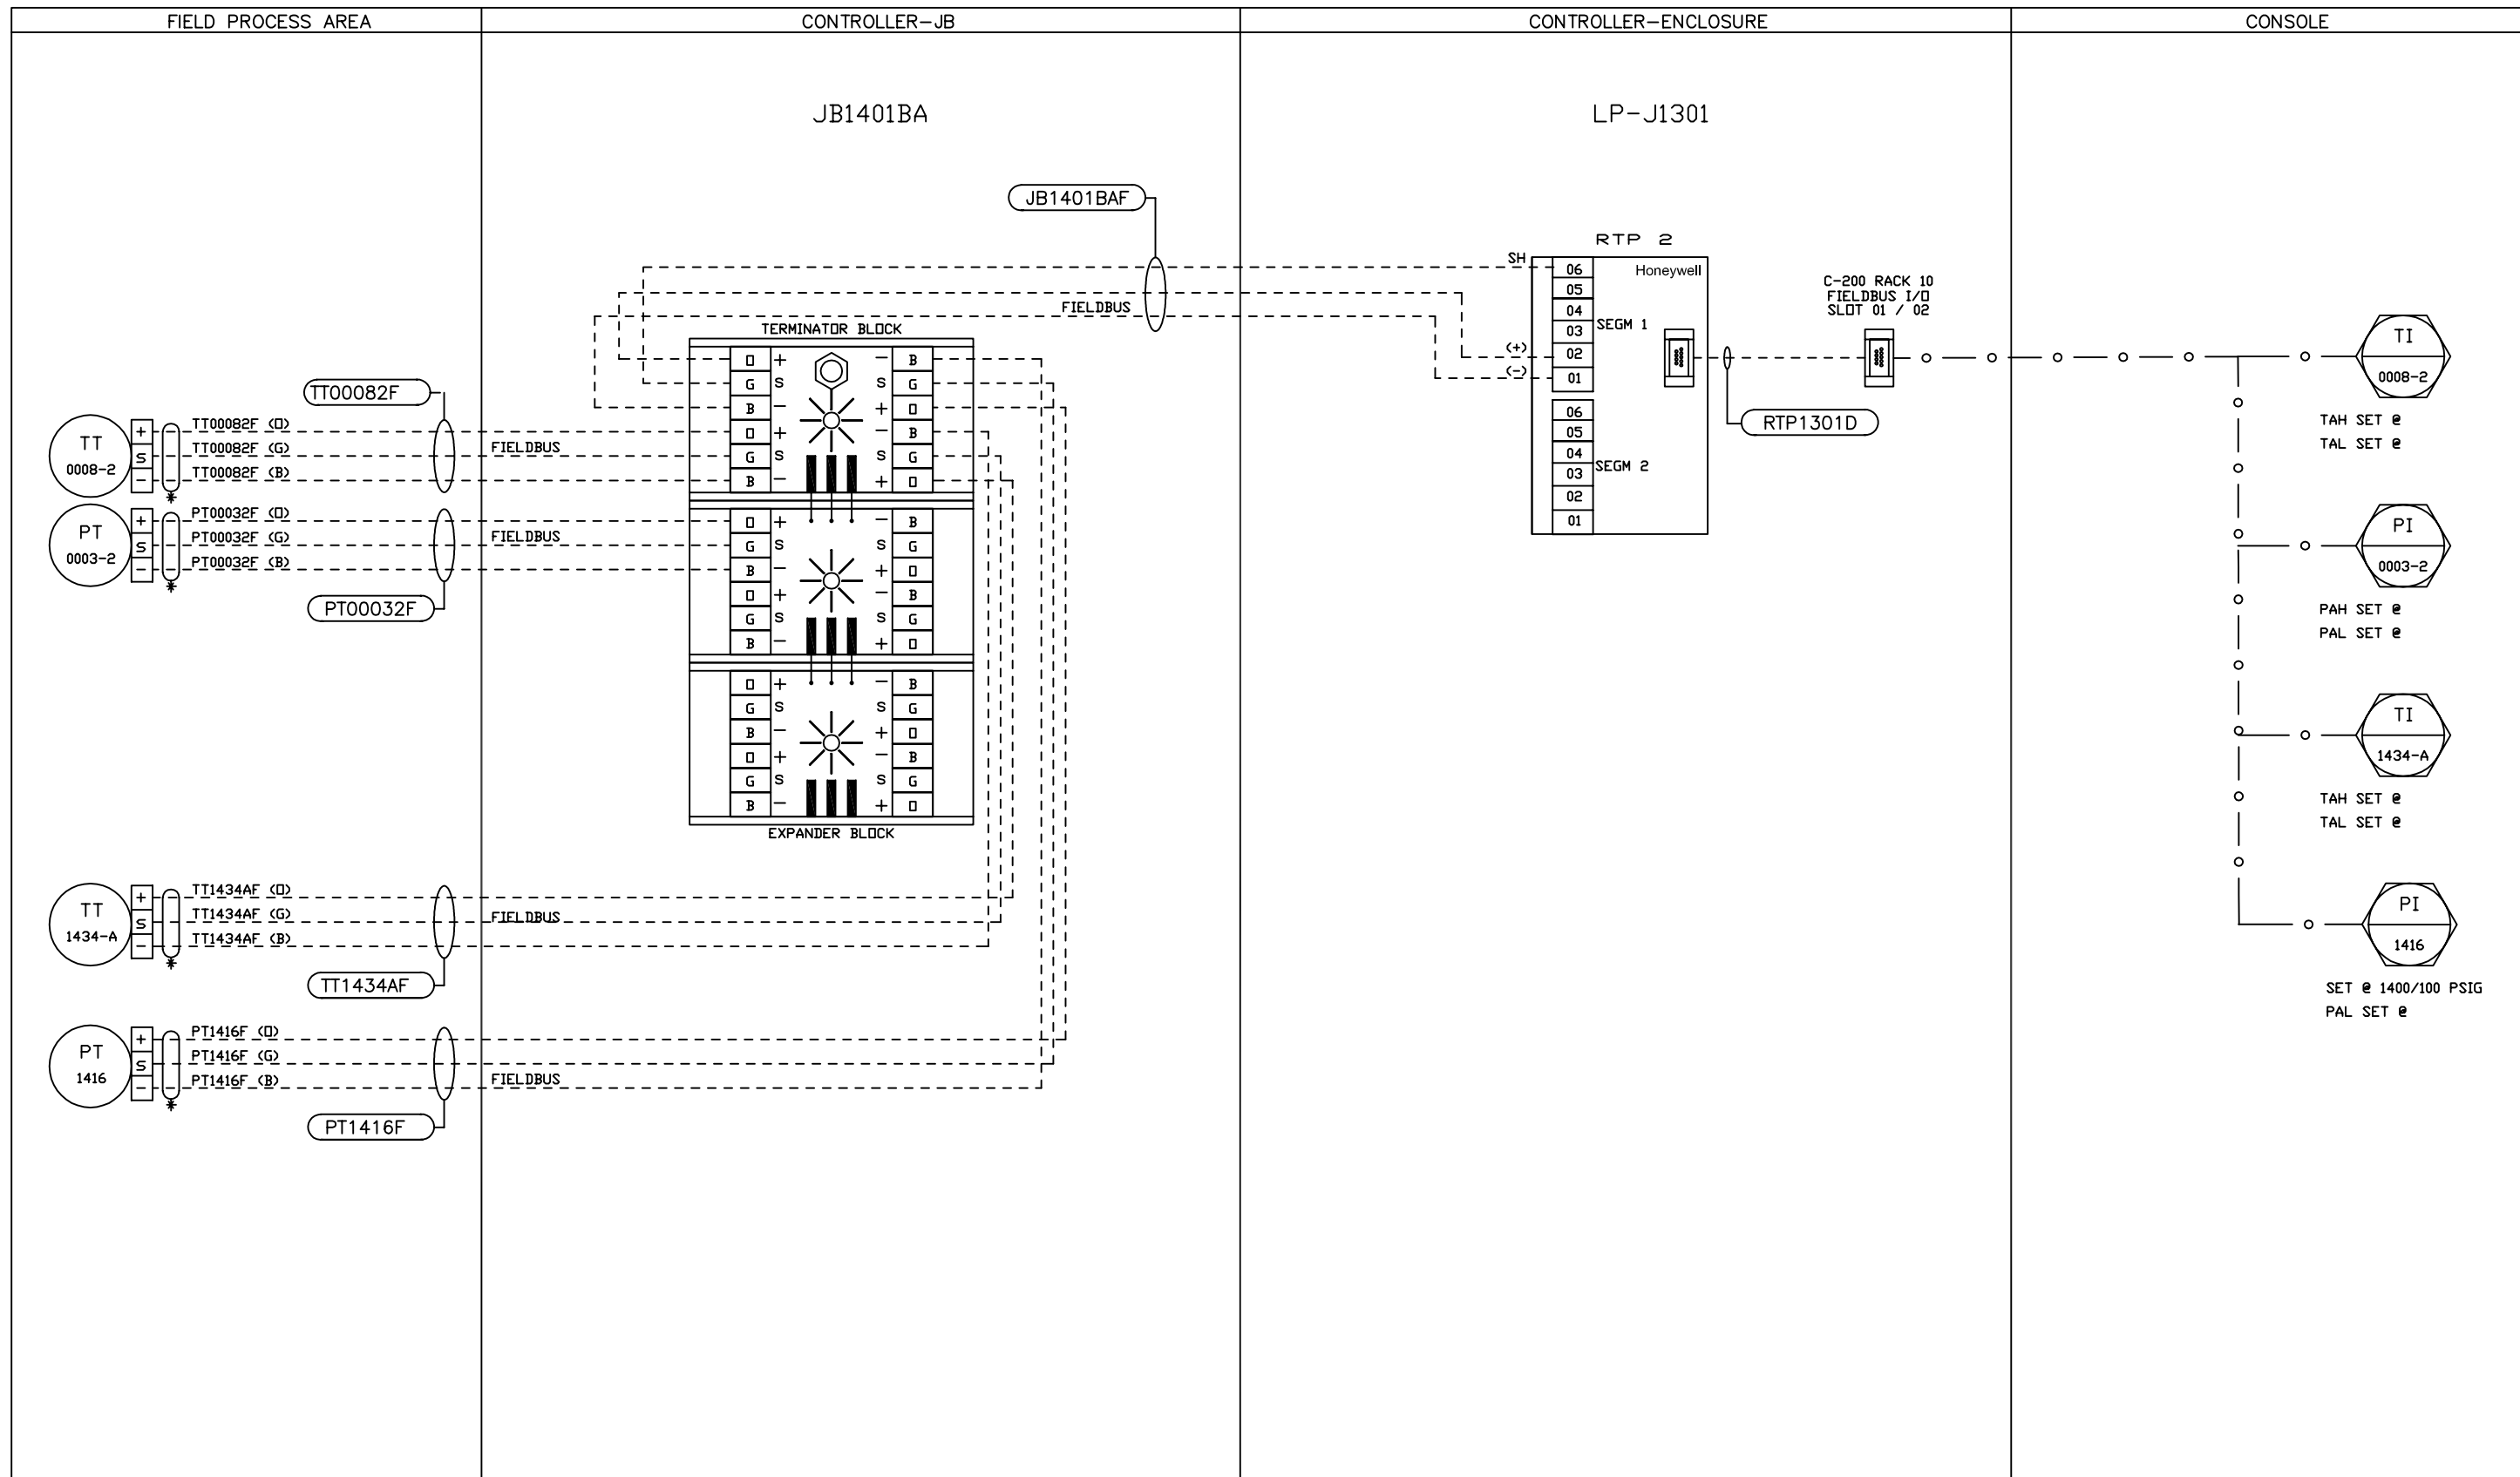 FIELD PROCESS AREA
CONTROLLER-JB
CONTROLLER-ENCLOSURE
CONSOLE
JB1401BA
LP-J1301
JB1401BAF
RTP 2
SH
Honeywell
06
05
04
03
02
01
SEGM 1
(+)
(-)
06
05
04
03
02
01
SEGM 2
C-200 RACK 10
FIELDBUS I/O
SLOT 01 / 02
RTP1301D
FIELDBUS
TERMINATOR BLOCK
O + - B
G S S G
B - + O
O + - B
G S S G
B - + O
O + - B
G S S G
B - + O
O + - B
G S S G
B - + O
O + - B
G S S G
B - + O
O + - B
G S S G
B - + O
EXPANDER BLOCK
TT00082F
TT
0008-2
+
S
-
TT00082F (O)
TT00082F (G)
TT00082F (B)
*
FIELDBUS
PT
0003-2
+
S
-
PT00032F (O)
PT00032F (G)
PT00032F (B)
*
FIELDBUS
PT00032F
TT
1434-A
+
S
-
TT1434AF (O)
TT1434AF (G)
TT1434AF (B)
*
FIELDBUS
TT1434AF
PT
1416
+
S
-
PT1416F (O)
PT1416F (G)
PT1416F (B)
*
FIELDBUS
PT1416F
TI
0008-2
TAH SET @
TAL SET @
PI
0003-2
PAH SET @
PAL SET @
TI
1434-A
TAH SET @
TAL SET @
PI
1416
SET @ 1400/100 PSIG
PAL SET @